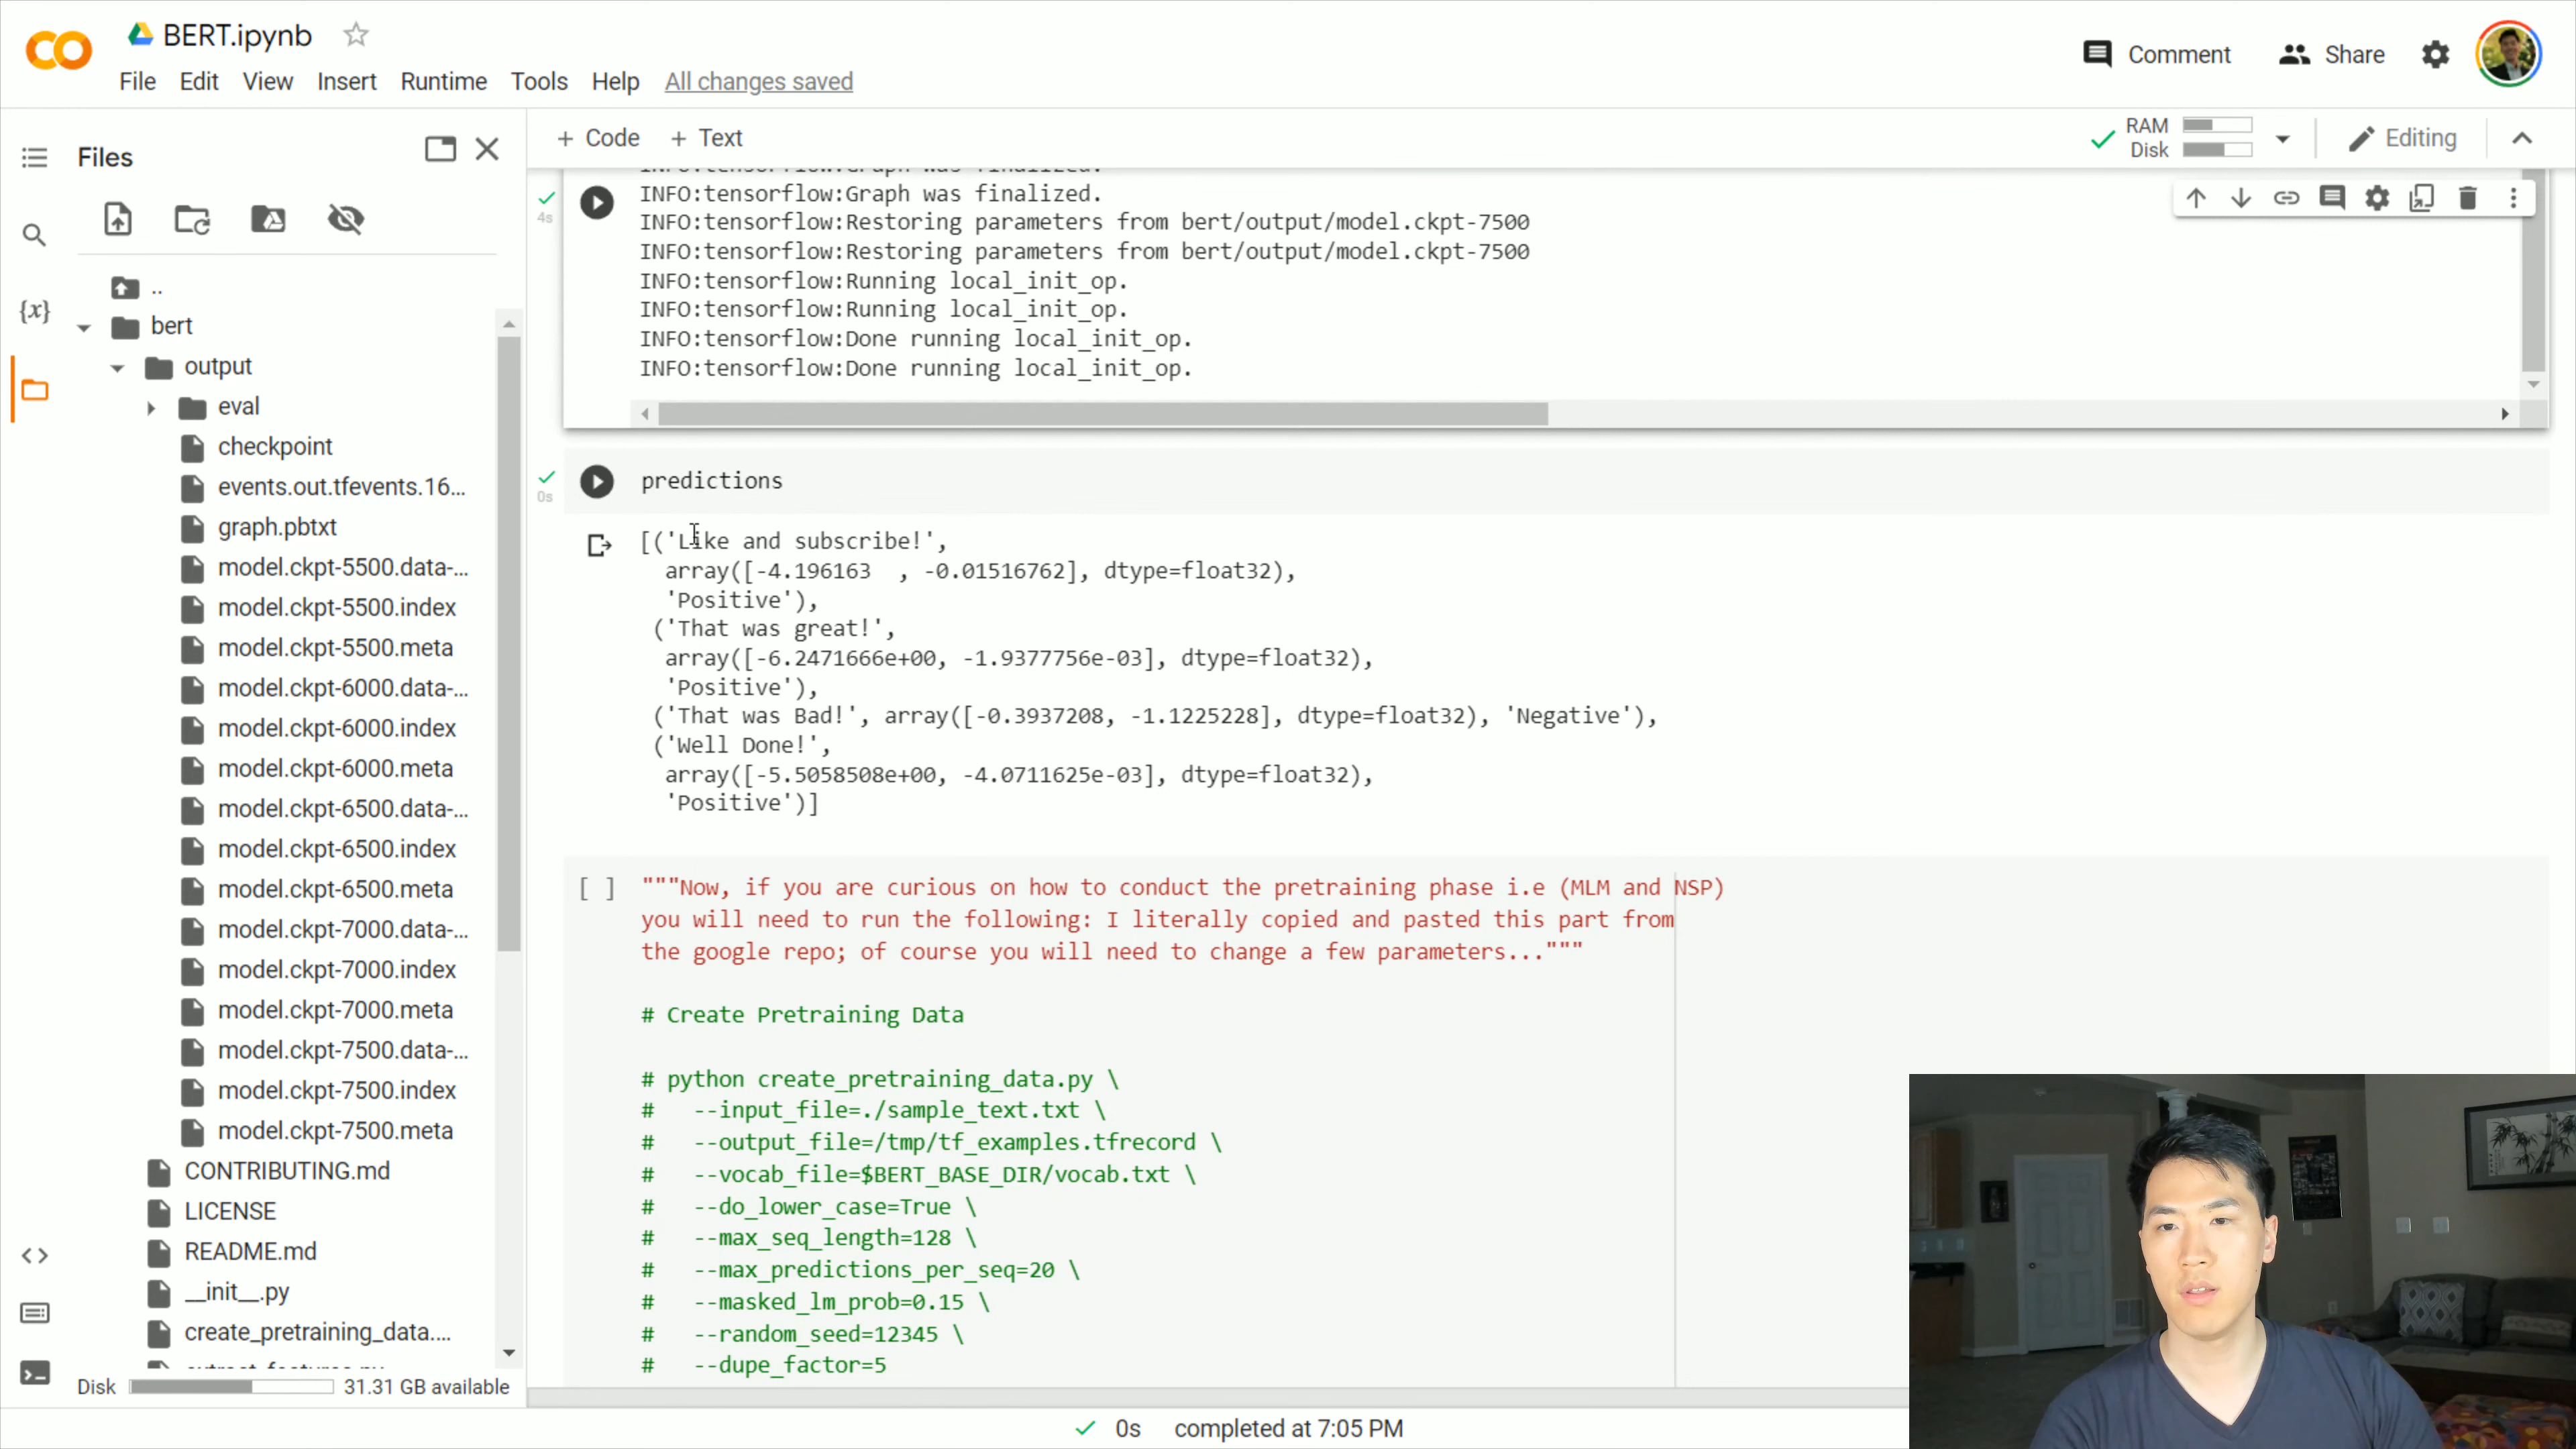 BERT.ipynb
File Edit View Insert Runtime Tools Help All changes saved
Comment Share
Files
+ Code + Text
RAM
Disk
Editing
..
bert
output
eval
checkpoint
events.out.tfevents.16...
graph.pbtxt
model.ckpt-5500.data-...
model.ckpt-5500.index
model.ckpt-5500.meta
model.ckpt-6000.data-...
model.ckpt-6000.index
model.ckpt-6000.meta
model.ckpt-6500.data-...
model.ckpt-6500.index
model.ckpt-6500.meta
model.ckpt-7000.data-...
model.ckpt-7000.index
model.ckpt-7000.meta
model.ckpt-7500.data-...
model.ckpt-7500.index
model.ckpt-7500.meta
CONTRIBUTING.md
LICENSE
README.md
__init__.py
create_pretraining_data....
Disk 31.31 GB available
{x}
4s
INFO:tensorflow:Graph was finalized.
INFO:tensorflow:Graph was finalized.
INFO:tensorflow:Restoring parameters from bert/output/model.ckpt-7500
INFO:tensorflow:Restoring parameters from bert/output/model.ckpt-7500
INFO:tensorflow:Running local_init_op.
INFO:tensorflow:Running local_init_op.
INFO:tensorflow:Done running local_init_op.
INFO:tensorflow:Done running local_init_op.
0s
predictions
[('Like and subscribe!',
array([-4.196163 , -0.01516762], dtype=float32),
'Positive'),
('That was great!',
array([-6.2471666e+00, -1.9377756e-03], dtype=float32),
'Positive'),
('That was Bad!', array([-0.3937208, -1.1225228], dtype=float32), 'Negative'),
('Well Done!',
array([-5.5058508e+00, -4.0711625e-03], dtype=float32),
'Positive')]
[ ] """Now, if you are curious on how to conduct the pretraining phase i.e (MLM and NSP)
you will need to run the following: I literally copied and pasted this part from
the google repo; of course you will need to change a few parameters..."""
# Create Pretraining Data
# python create_pretraining_data.py \
# --input_file=./sample_text.txt \
# --output_file=/tmp/tf_examples.tfrecord \
# --vocab_file=$BERT_BASE_DIR/vocab.txt \
# --do_lower_case=True \
# --max_seq_length=128 \
# --max_predictions_per_seq=20 \
# --masked_lm_prob=0.15 \
# --random_seed=12345 \
# --dupe_factor=5
0s completed at 7:05 PM